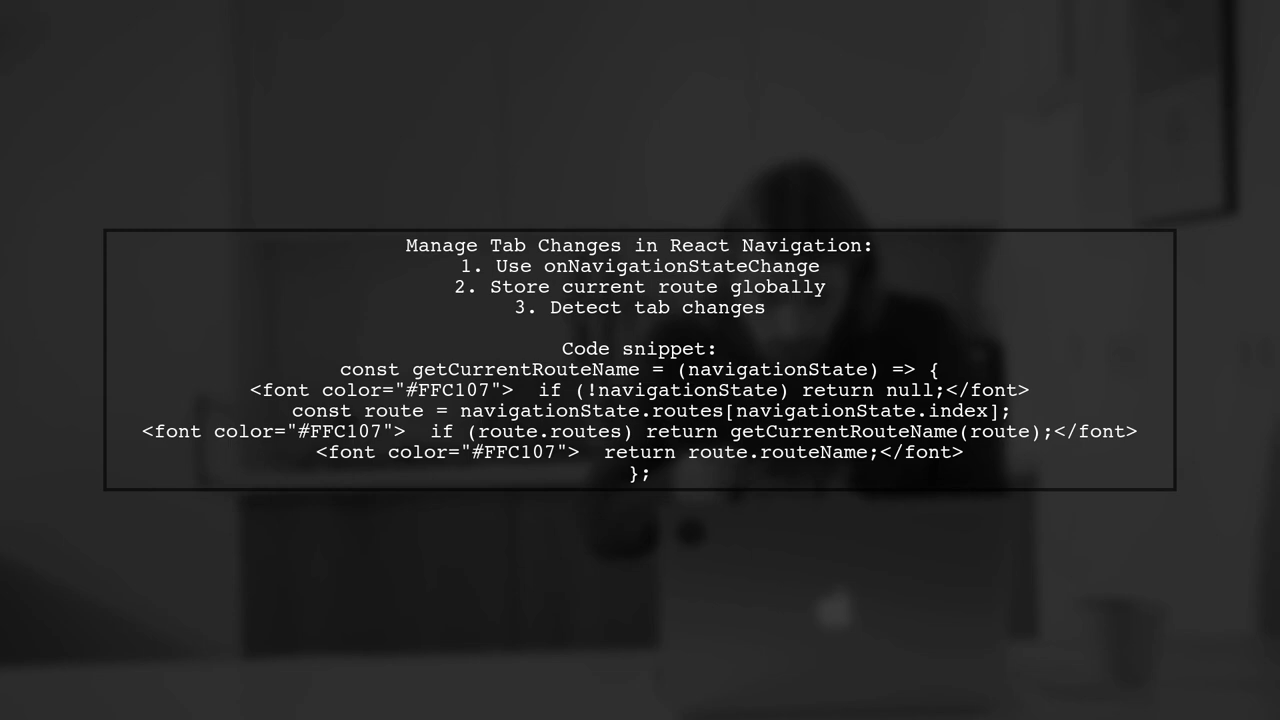 Manage Tab Changes in React Navigation:
1. Use onNavigationStateChange
2. Store current route globally
3. Detect tab changes
Code snippet:
const getCurrentRouteName = (navigationState) => {
<font color="#FFC107">  if (!navigationState) return null;</font>
const route = navigationState.routes[navigationState.index];
<font color="#FFC107">  if (route.routes) return getCurrentRouteName(route);</font>
<font color="#FFC107">  return route.routeName;</font>
};